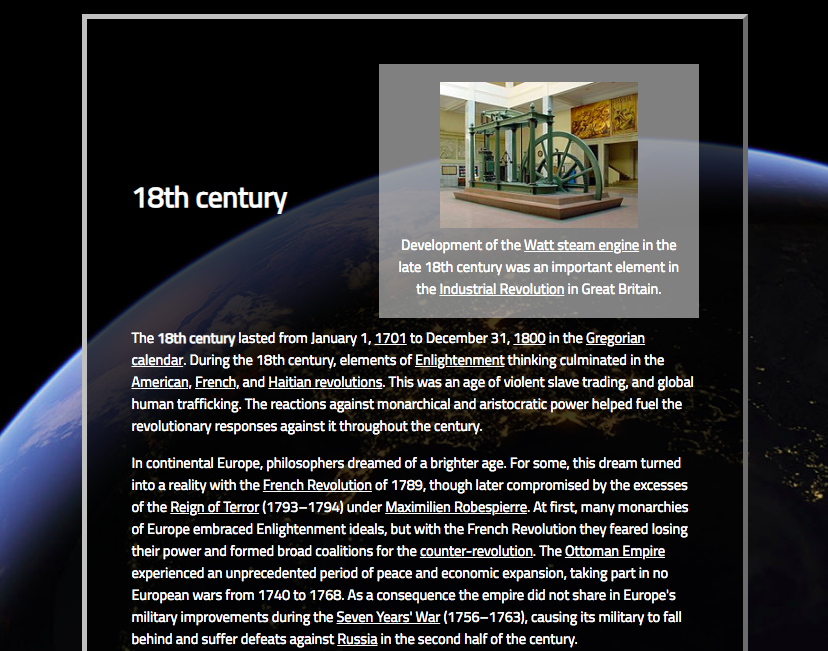 18th century
Development of the Watt steam engine in the
late 18th century was an important element in
the Industrial Revolution in Great Britain.
The 18th century lasted from January 1, 1701 to December 31, 1800 in the Gregorian
calendar. During the 18th century, elements of Enlightenment thinking culminated in the
American, French, and Haitian revolutions. This was an age of violent slave trading, and global
human trafficking. The reactions against monarchical and aristocratic power helped fuel the
revolutionary responses against it throughout the century.
In continental Europe, philosophers dreamed of a brighter age. For some, this dream turned
into a reality with the French Revolution of 1789, though later compromised by the excesses
of the Reign of Terror (1793–1794) under Maximilien Robespierre. At first, many monarchies
of Europe embraced Enlightenment ideals, but with the French Revolution they feared losing
their power and formed broad coalitions for the counter-revolution. The Ottoman Empire
experienced an unprecedented period of peace and economic expansion, taking part in no
European wars from 1740 to 1768. As a consequence the empire did not share in Europe's
military improvements during the Seven Years' War (1756–1763), causing its military to fall
behind and suffer defeats against Russia in the second half of the century.